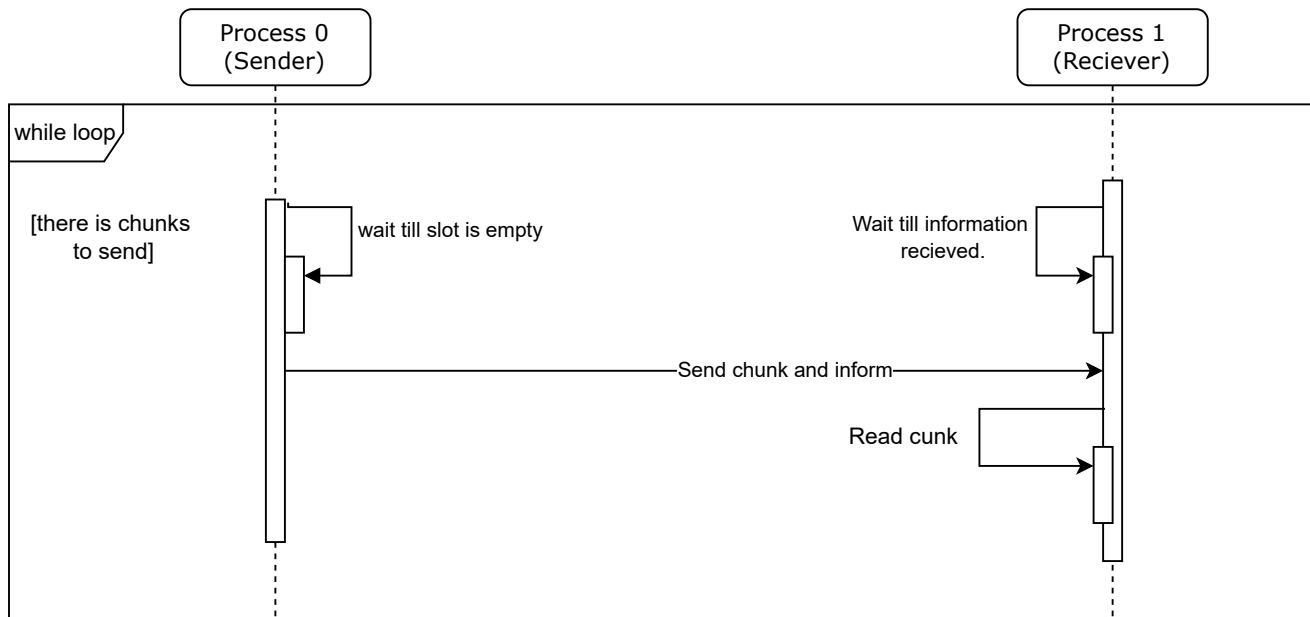 Process 0
(Sender)
Process 1
(Reciever)
while loop
[there is chunks
to send]
wait till slot is empty
Wait till information
recieved.
Send chunk and inform
Read cunk